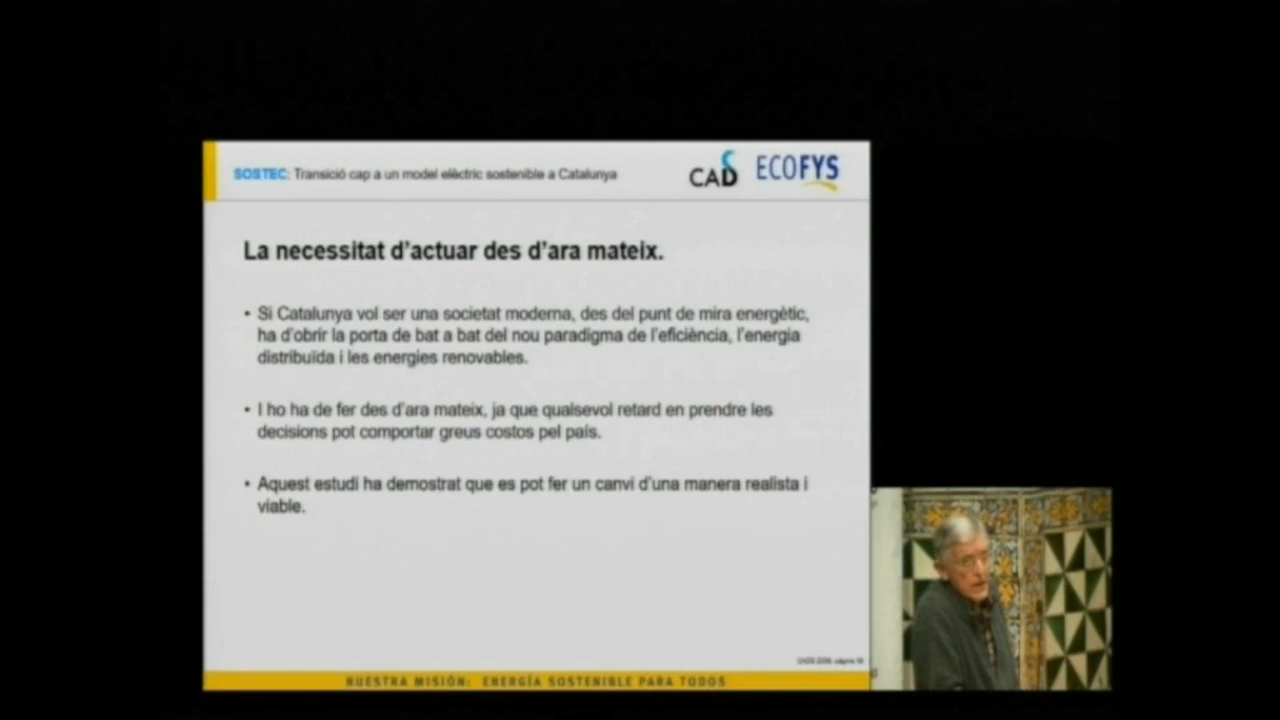 SOSTEC: Transició cap a un model elèctric sostenible a Catalunya
CADS
ECOFYS
La necessitat d'actuar des d'ara mateix.
• Si Catalunya vol ser una societat moderna, des del punt de mira energètic,
ha d'obrir la porta de bat a bat del nou paradigma de l'eficiència, l'energia
distribuïda i les energies renovables.
• I ho ha de fer des d'ara mateix, ja que qualsevol retard en prendre les
decisions pot comportar greus costos pel país.
• Aquest estudi ha demostrat que es pot fer un canvi d'una manera realista i
viable.
NUESTRA MISIÓN: ENERGÍA SOSTENIBLE PARA TODOS